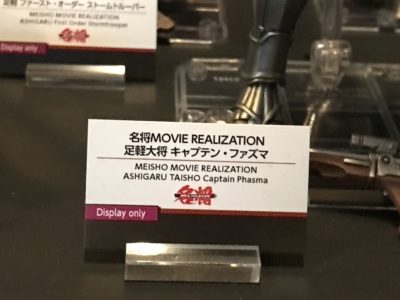 足軽 ファースト・オーダー ストームトルーパー
MEISHO MOVIE REALIZATION
ASHIGARU First Order Stormtrooper
名将
Display only
名将MOVIE REALIZATION
足軽大将 キャプテン・ファズマ
MEISHO MOVIE REALIZATION
ASHIGARU TAISHO Captain Phasma
名将
Display only